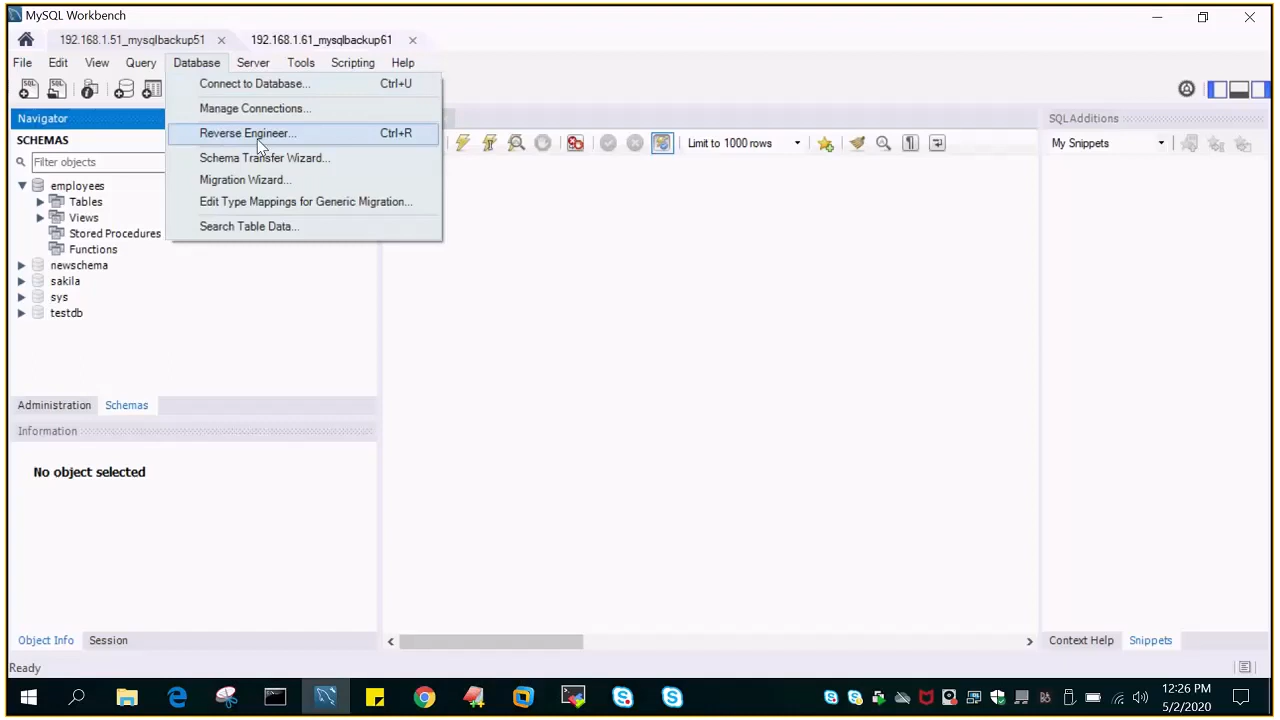 MySQL Workbench
192.168.1.51_mysqlbackup51
192.168.1.61_mysqlbackup61
File Edit View Query Database Server Tools Scripting Help
Connect to Database... Ctrl+U
Manage Connections...
Reverse Engineer... Ctrl+R
Schema Transfer Wizard...
Migration Wizard...
Edit Type Mappings for Generic Migration...
Search Table Data...
Navigator
SCHEMAS
Filter objects
employees
Tables
Views
Stored Procedures
Functions
newschema
sakila
sys
testdb
Administration Schemas
Information
No object selected
Object Info Session
Limit to 1000 rows
SQLAdditions
My Snippets
Context Help Snippets
Ready
12:26 PM
5/2/2020